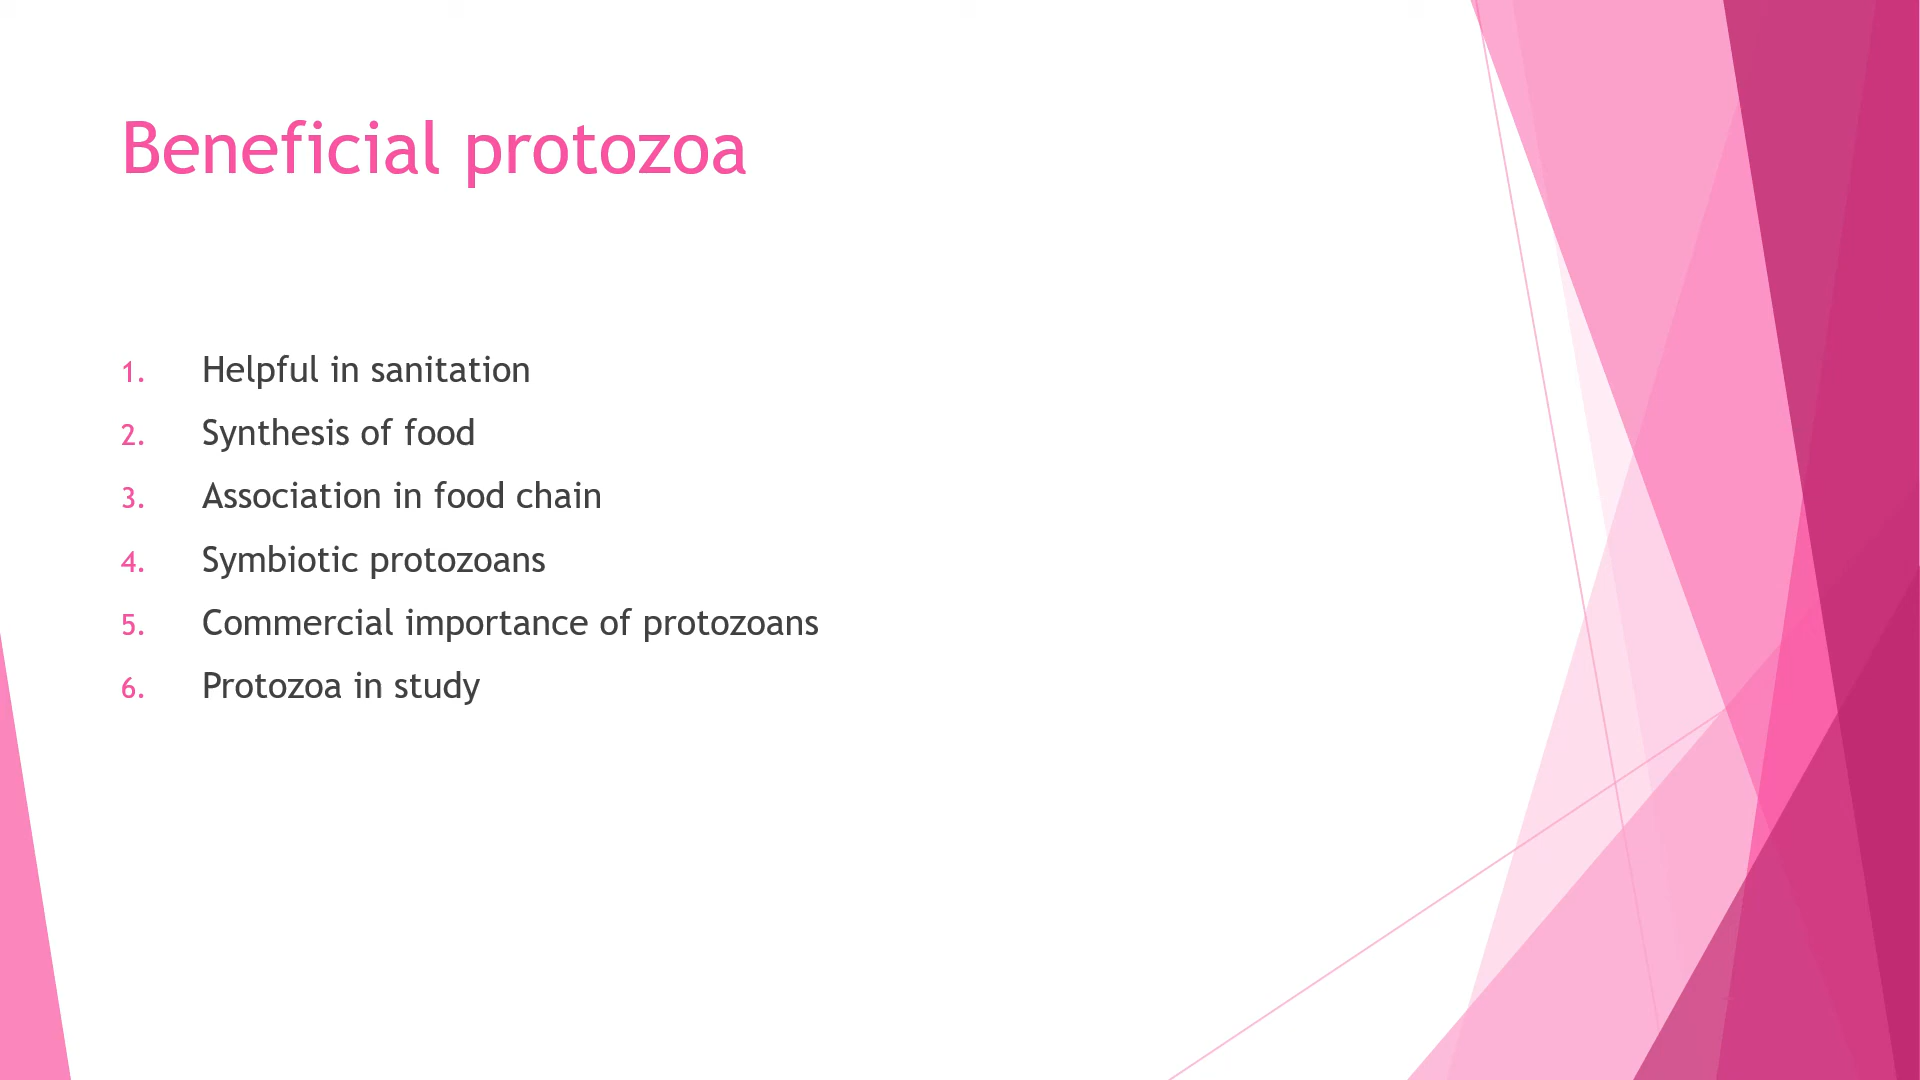 Beneficial protozoa
1. Helpful in sanitation
2. Synthesis of food
3. Association in food chain
4. Symbiotic protozoans
5. Commercial importance of protozoans
6. Protozoa in study